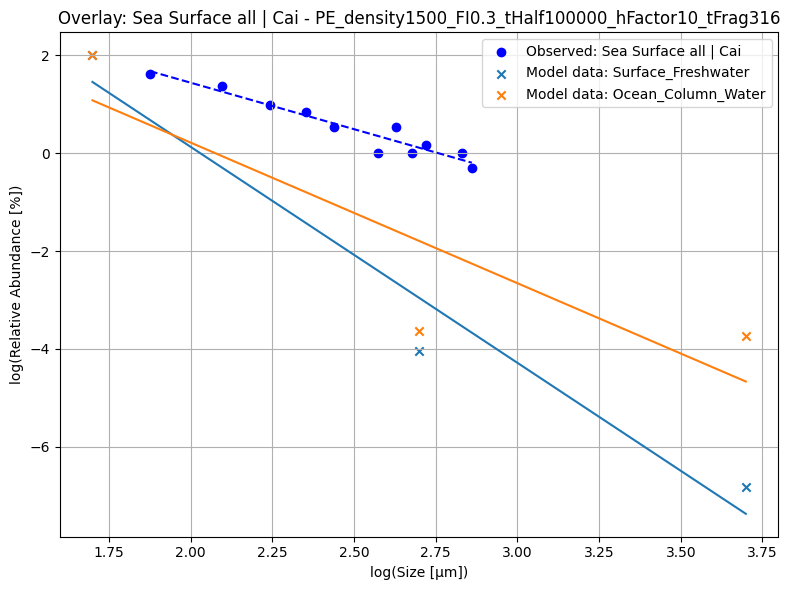 Overlay: Sea Surface all | Cai - PE_density1500_FI0.3_tHalf100000_hFactor10_tFrag316
Observed: Sea Surface all | Cai
Model data: Surface_Freshwater
Model data: Ocean_Column_Water
log(Relative Abundance [%])
2
0
−2
−4
−6
1.75 2.00 2.25 2.50 2.75 3.00 3.25 3.50 3.75
log(Size [µm])